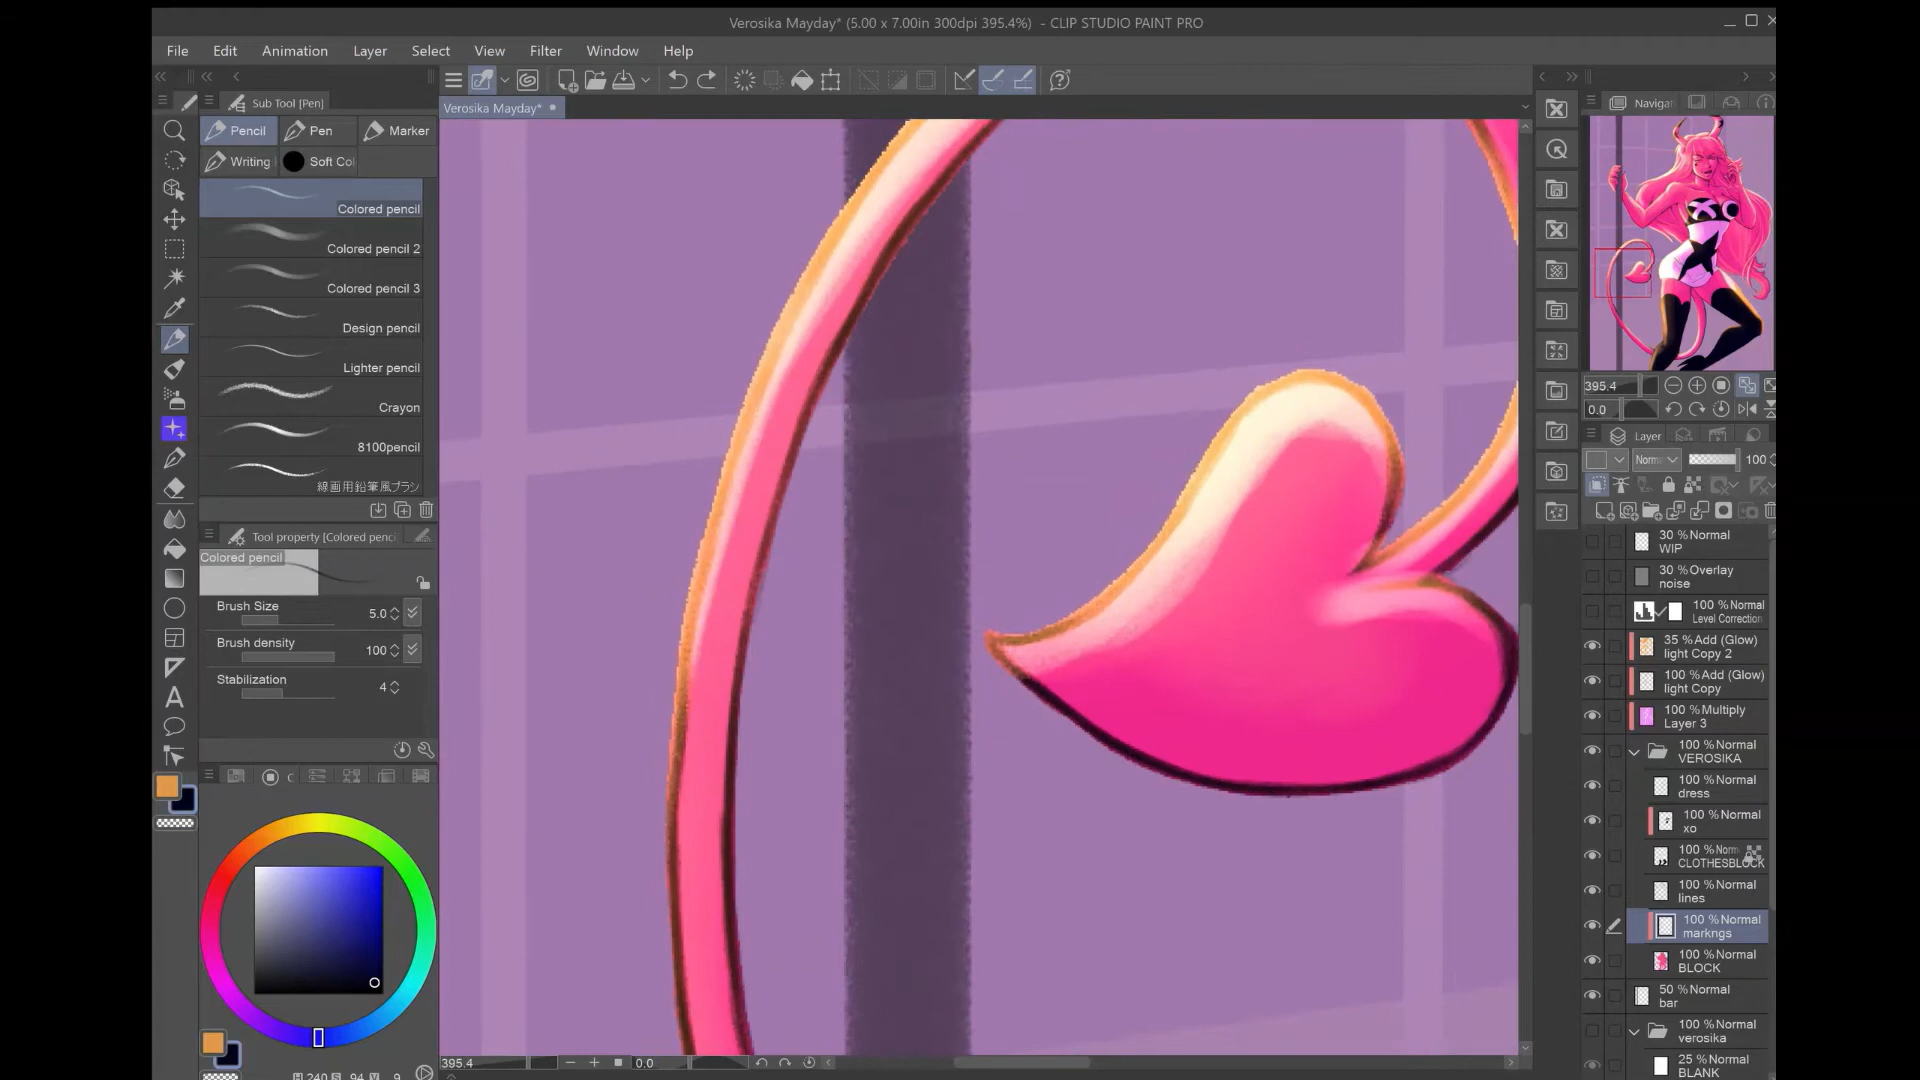 Verosika Mayday* (5.00 x 7.00in 300dpi 395.4%)  - CLIP STUDIO PAINT PRO
File Edit Animation Layer Select View Filter Window Help
Sub Tool [Pen]
Verosika Mayday*
Navigat
Pencil Pen Marker
Writing Soft Col
Colored pencil
Colored pencil 2
Colored pencil 3
Design pencil
Lighter pencil
Crayon
8100pencil
線画用鉛筆風ブラシ
Tool property [Colored penci
Colored pencil
Brush Size 5.0
Brush density 100
Stabilization 4
395.4
0.0
Layer
Norm 100
30 %Normal
WIP
30 %Overlay
noise
100 %Normal
Level Correction
35 %Add (Glow)
light Copy 2
100 %Add (Glow)
light Copy
100 %Multiply
Layer 3
100 %Normal
VEROSIKA
100 %Normal
dress
100 %Normal
xo
100 %Norm
CLOTHESBLOCK
100 %Normal
lines
100 %Normal
markngs
100 %Normal
BLOCK
50 %Normal
bar
100 %Normal
verosika
25 %Normal
BLANK
395.4 0.0
H 240 S 94 V 9